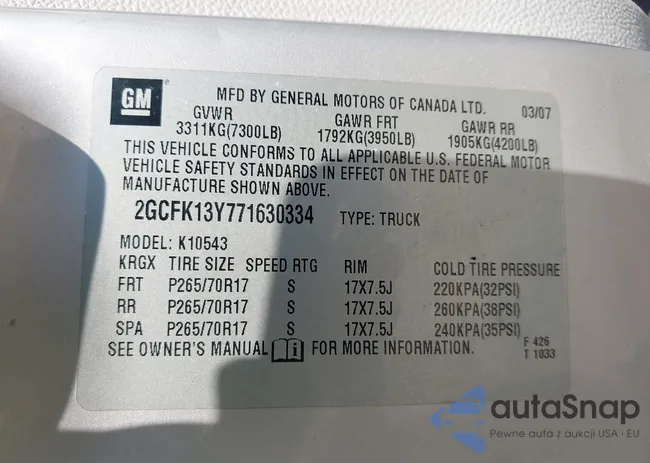 GM
MFD BY GENERAL MOTORS OF CANADA LTD. 03/07
GVWR GAWR FRT GAWR RR
3311KG(7300LB) 1792KG(3950LB) 1905KG(4200LB)
THIS VEHICLE CONFORMS TO ALL APPLICABLE U.S. FEDERAL MOTOR
VEHICLE SAFETY STANDARDS IN EFFECT ON THE DATE OF
MANUFACTURE SHOWN ABOVE.
2GCFK13Y771630334 TYPE: TRUCK
MODEL: K10543
KRGX TIRE SIZE SPEED RTG RIM COLD TIRE PRESSURE
FRT P265/70R17 S 17X7.5J 220KPA(32PSI)
RR P265/70R17 S 17X7.5J 260KPA(38PSI)
SPA P265/70R17 S 17X7.5J 240KPA(35PSI)
SEE OWNER'S MANUAL i FOR MORE INFORMATION.
F 426
T 1033
autaSnap
Pewne auta z aukcji USA - EU